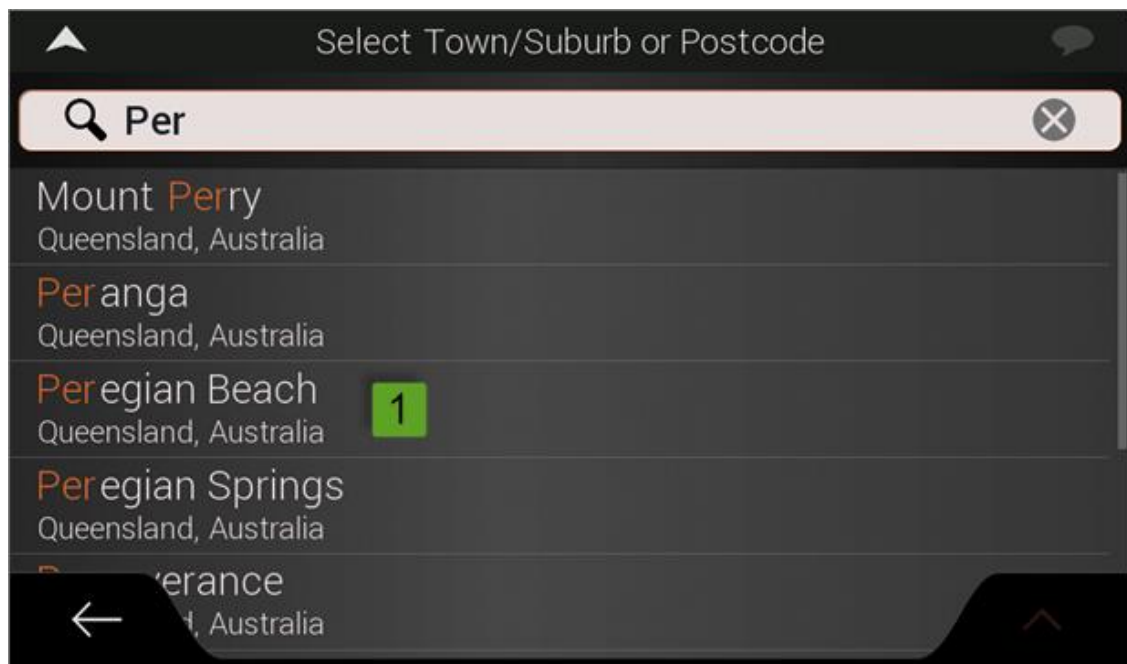 Select Town/Suburb or Postcode
Per
Mount Perry
Queensland, Australia
Peranga
Queensland, Australia
Peregian Beach
Queensland, Australia
1
Peregian Springs
Queensland, Australia
verance
Australia